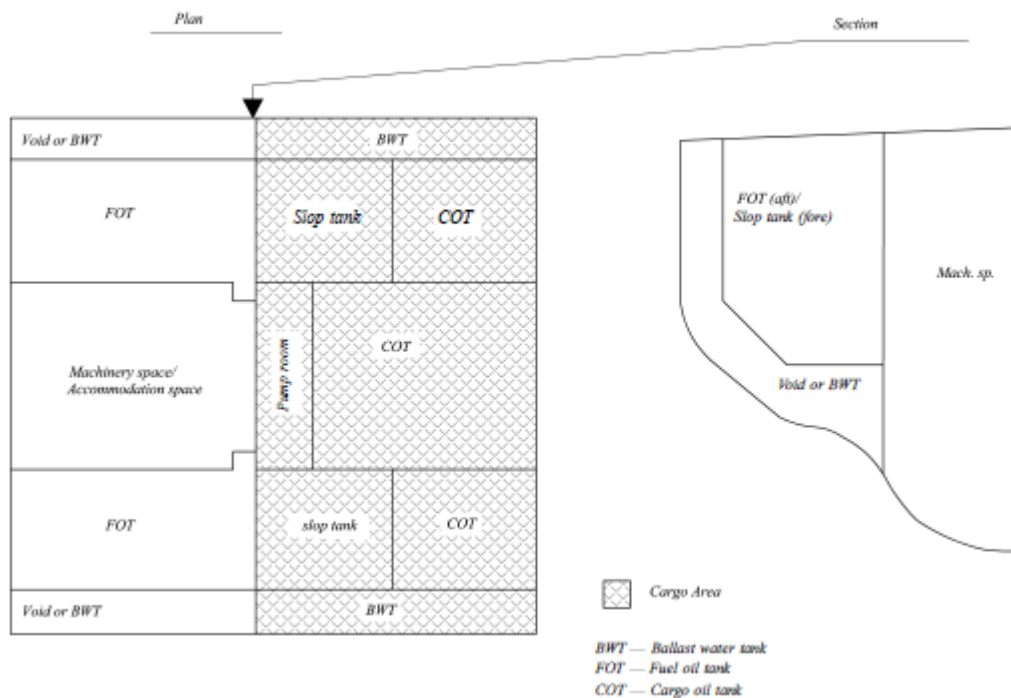 Plan
Section
Void or BWT
BWT
FOT
Slop tank
COT
FOT (aft)/
Slop tank (fore)
Mach. sp.
Machinery space/
Accommodation space
Pump room
COT
Void or BWT
FOT
slop tank
COT
Void or BWT
BWT
Cargo Area
BWT — Ballast water tank
FOT — Fuel oil tank
COT — Cargo oil tank